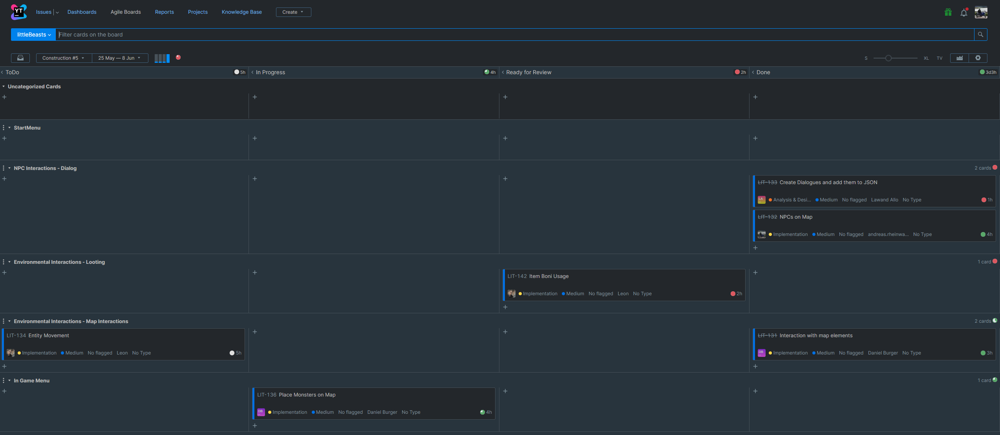 YT
Issues
Dashboards
Agile Boards
Reports
Projects
Knowledge Base
Create
littleBeasts
Filter cards on the board
Construction #5
25 May — 8 Jun
S
XL
TV
ToDo
5h
In Progress
4h
Ready for Review
2h
Done
3d3h
Uncategorized Cards
StartMenu
NPC Interactions - Dialog
2 cards
LIT-133 Create Dialogues and add them to JSON
LA
Analysis & Desi... Medium No flagged Lawand Allo No Type 1h
LIT-132 NPCs on Map
Implementation Medium No flagged andreas.rheinwa... No Type 4h
Environmental Interactions - Looting
1 card
LIT-142 Item Boni Usage
Implementation Medium No flagged Leon No Type 2h
Environmental Interactions - Map Interactions
2 cards
LIT-134 Entity Movement
Implementation Medium No flagged Leon No Type 5h
LIT-131 Interaction with map elements
DB
Implementation Medium No flagged Daniel Burger No Type 3h
In Game Menu
1 card
LIT-136 Place Monsters on Map
DB
Implementation Medium No flagged Daniel Burger No Type 4h